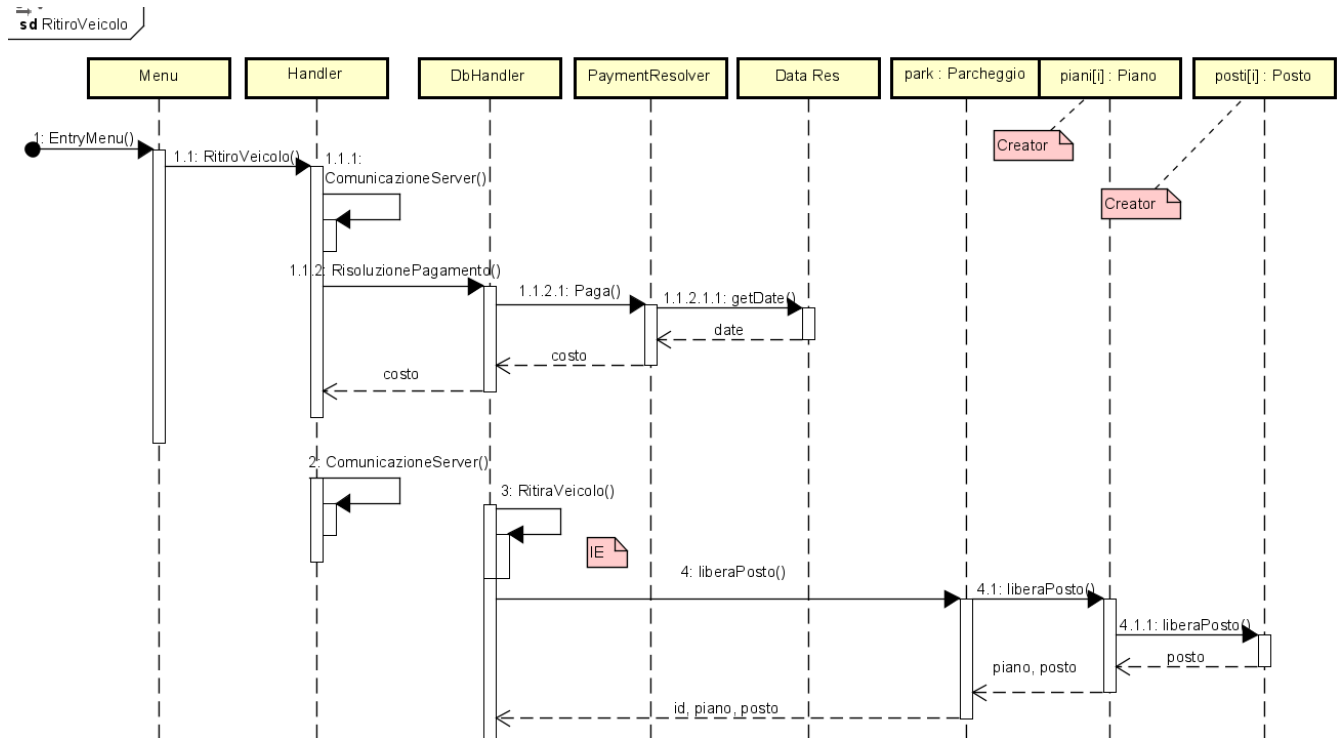 sd RitiroVeicolo
Menu
Handler
DbHandler
PaymentResolver
Data Res
park : Parcheggio
piani[i] : Piano
posti[i] : Posto
1: EntryMenu()
Creator
1.1: RitiroVeicolo()
1.1.1:
ComunicazioneServer()
Creator
1.1.2: RisoluzionePagamento()
1.1.2.1: Paga()
1.1.2.1.1: getDate()
date
costo
costo
2: ComunicazioneServer()
3: RitiraVeicolo()
IE
4: liberaPosto()
4.1: liberaPosto()
4.1.1: liberaPosto()
posto
piano, posto
id, piano, posto